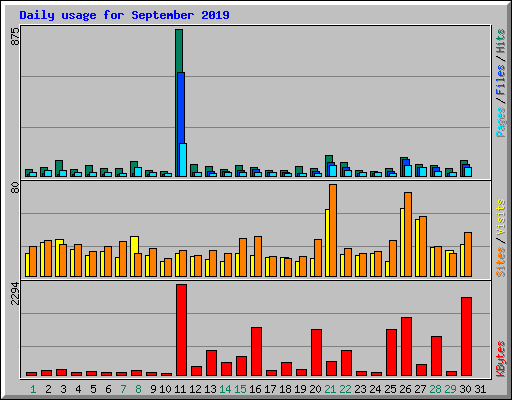 Daily usage for September 2019
875
Pages / Files / Hits
80
Sites / Visits
2294
KBytes
1 2 3 4 5 6 7 8 9 10 11 12 13 14 15 16 17 18 19 20 21 22 23 24 25 26 27 28 29 30 31